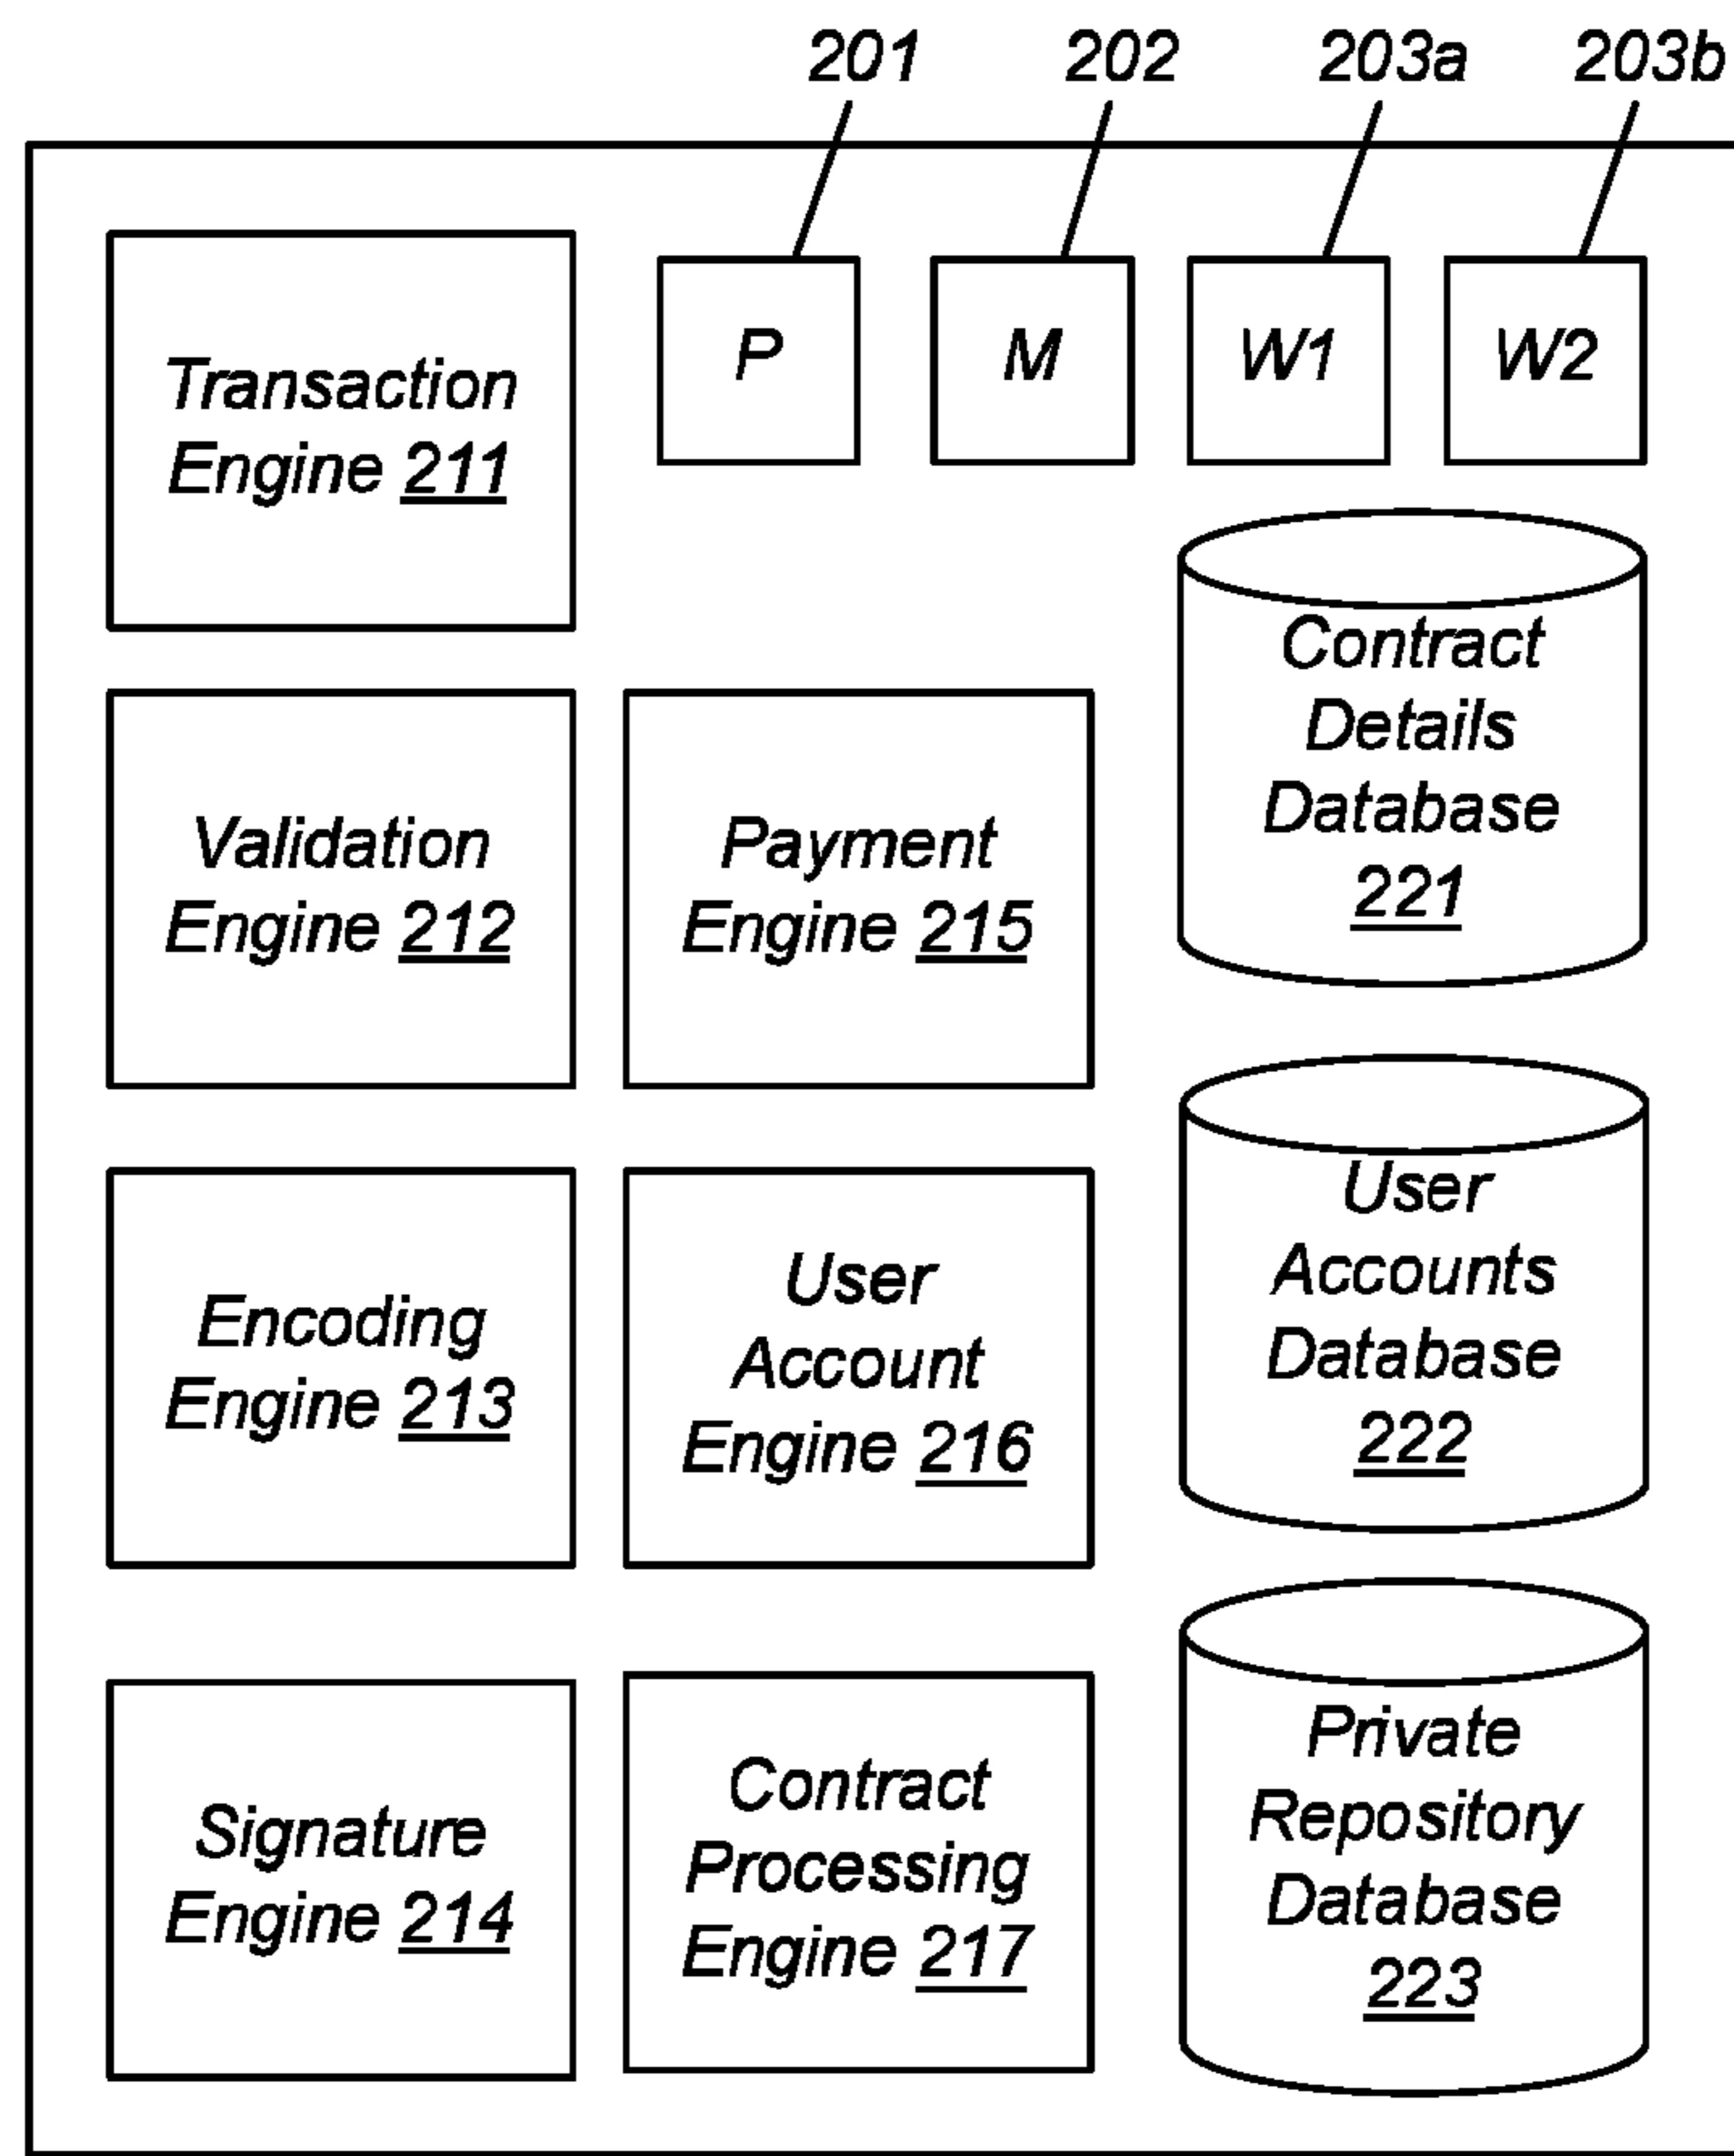 201 202 203a 203b
P M W1 W2
Transaction
Engine 211
Contract
Details
Database
221
Validation
Engine 212
Payment
Engine 215
User
Accounts
Database
222
Encoding
Engine 213
User
Account
Engine 216
Private
Repository
Database
223
Signature
Engine 214
Contract
Processing
Engine 217